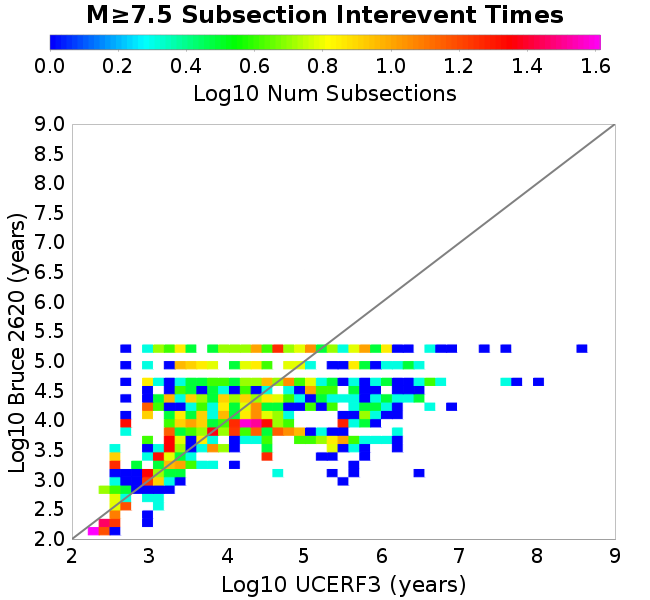 M≥7.5 Subsection Interevent Times
0.0 0.2 0.4 0.6 0.8 1.0 1.2 1.4 1.6
Log10 Num Subsections
9.0
8.5
8.0
7.5
7.0
6.5
6.0
5.5
5.0
4.5
4.0
3.5
3.0
2.5
2.0
Log10 Bruce 2620 (years)
2 3 4 5 6 7 8 9
Log10 UCERF3 (years)